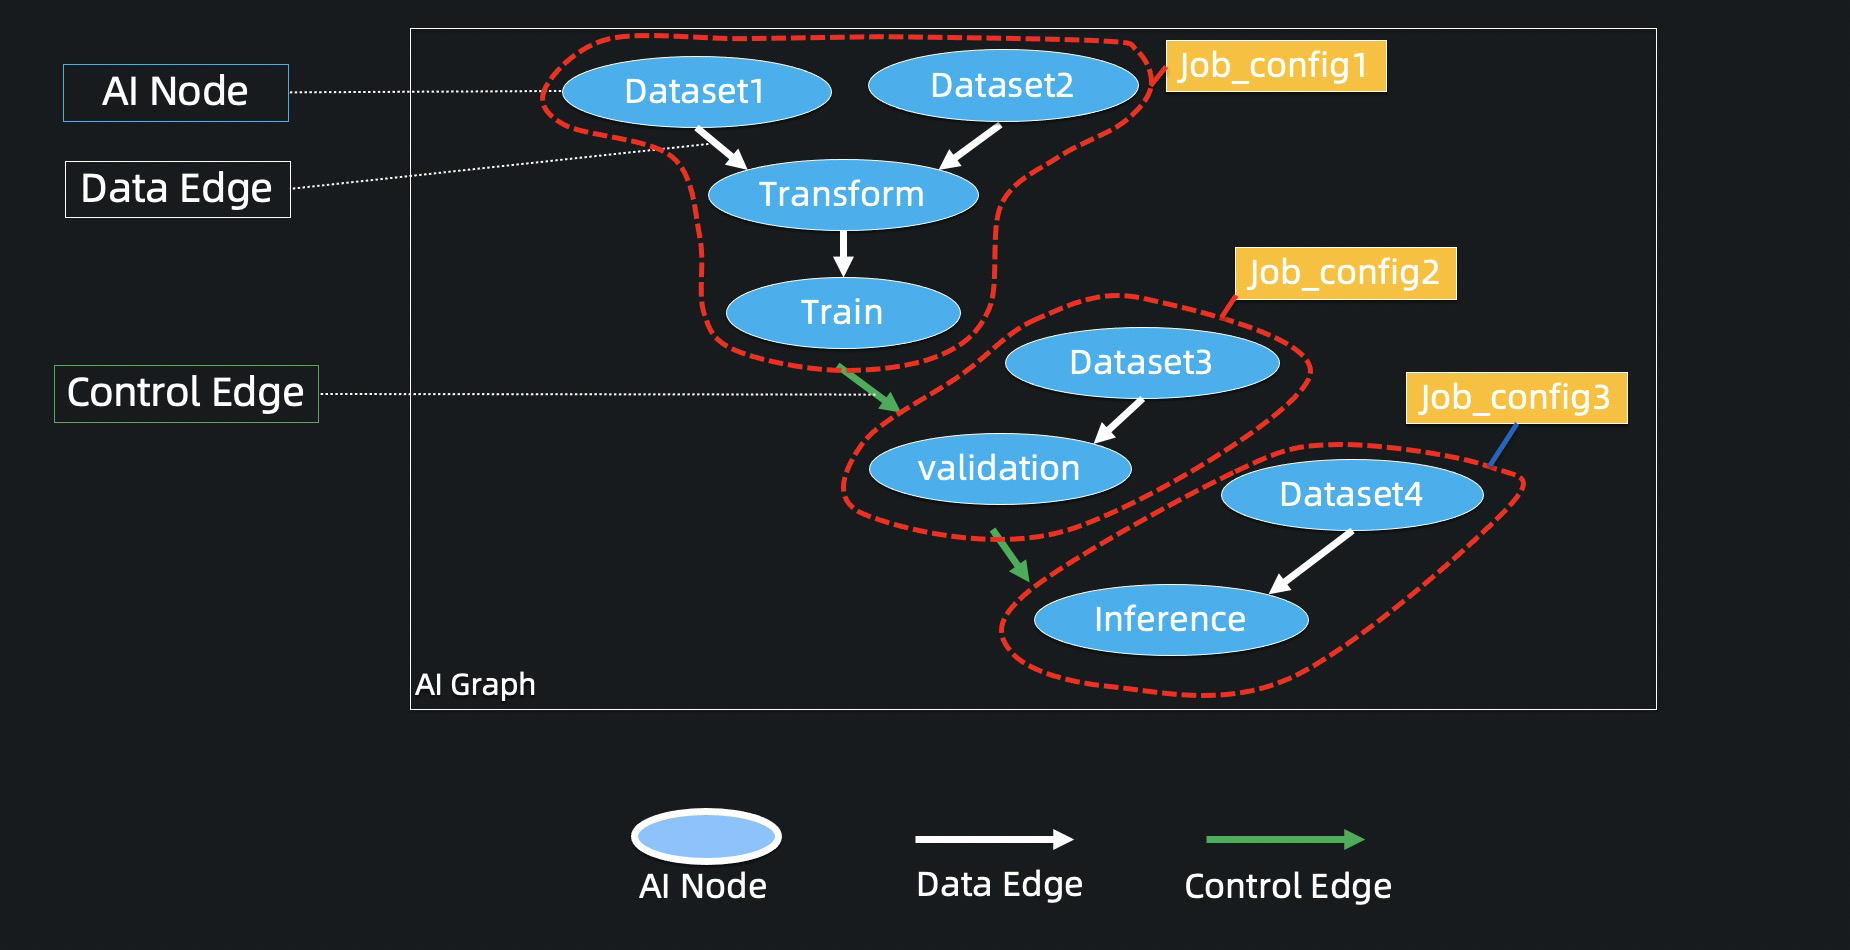 AI Node
Dataset1
Dataset2
Job_config1
Data Edge
Transform
Train
Job_config2
Dataset3
Control Edge
Job_config3
validation
Dataset4
Inference
AI Graph
AI Node
Data Edge
Control Edge